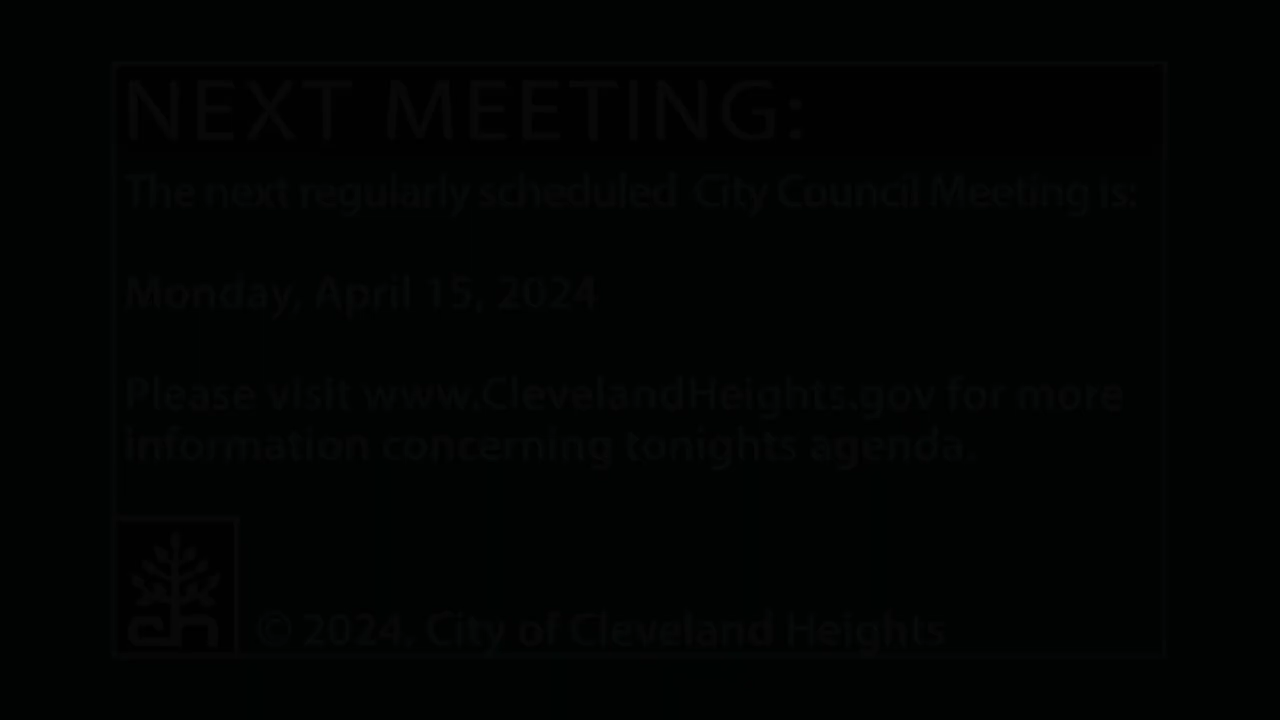 NEXT MEETING:
The next regularly scheduled City Council Meeting is:
Monday, April 15, 2024
Please visit www.ClevelandHeights.gov for more
information concerning tonights agenda.
© 2024, City of Cleveland Heights